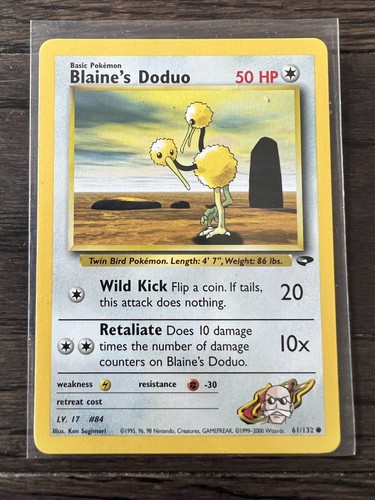 Basic Pokémon
Blaine's Doduo 50 HP
Twin Bird Pokémon. Length: 4' 7", Weight: 86 lbs.
Wild Kick Flip a coin. If tails,
this attack does nothing. 20
Retaliate Does 10 damage
times the number of damage 10x
counters on Blaine's Doduo.
weakness resistance -30
retreat cost
LV. 17 #84
Illus. Ken Sugimori ©1995, 96, 98 Nintendo, Creatures, GAMEFREAK. ©1999-2000 Wizards. 61/132